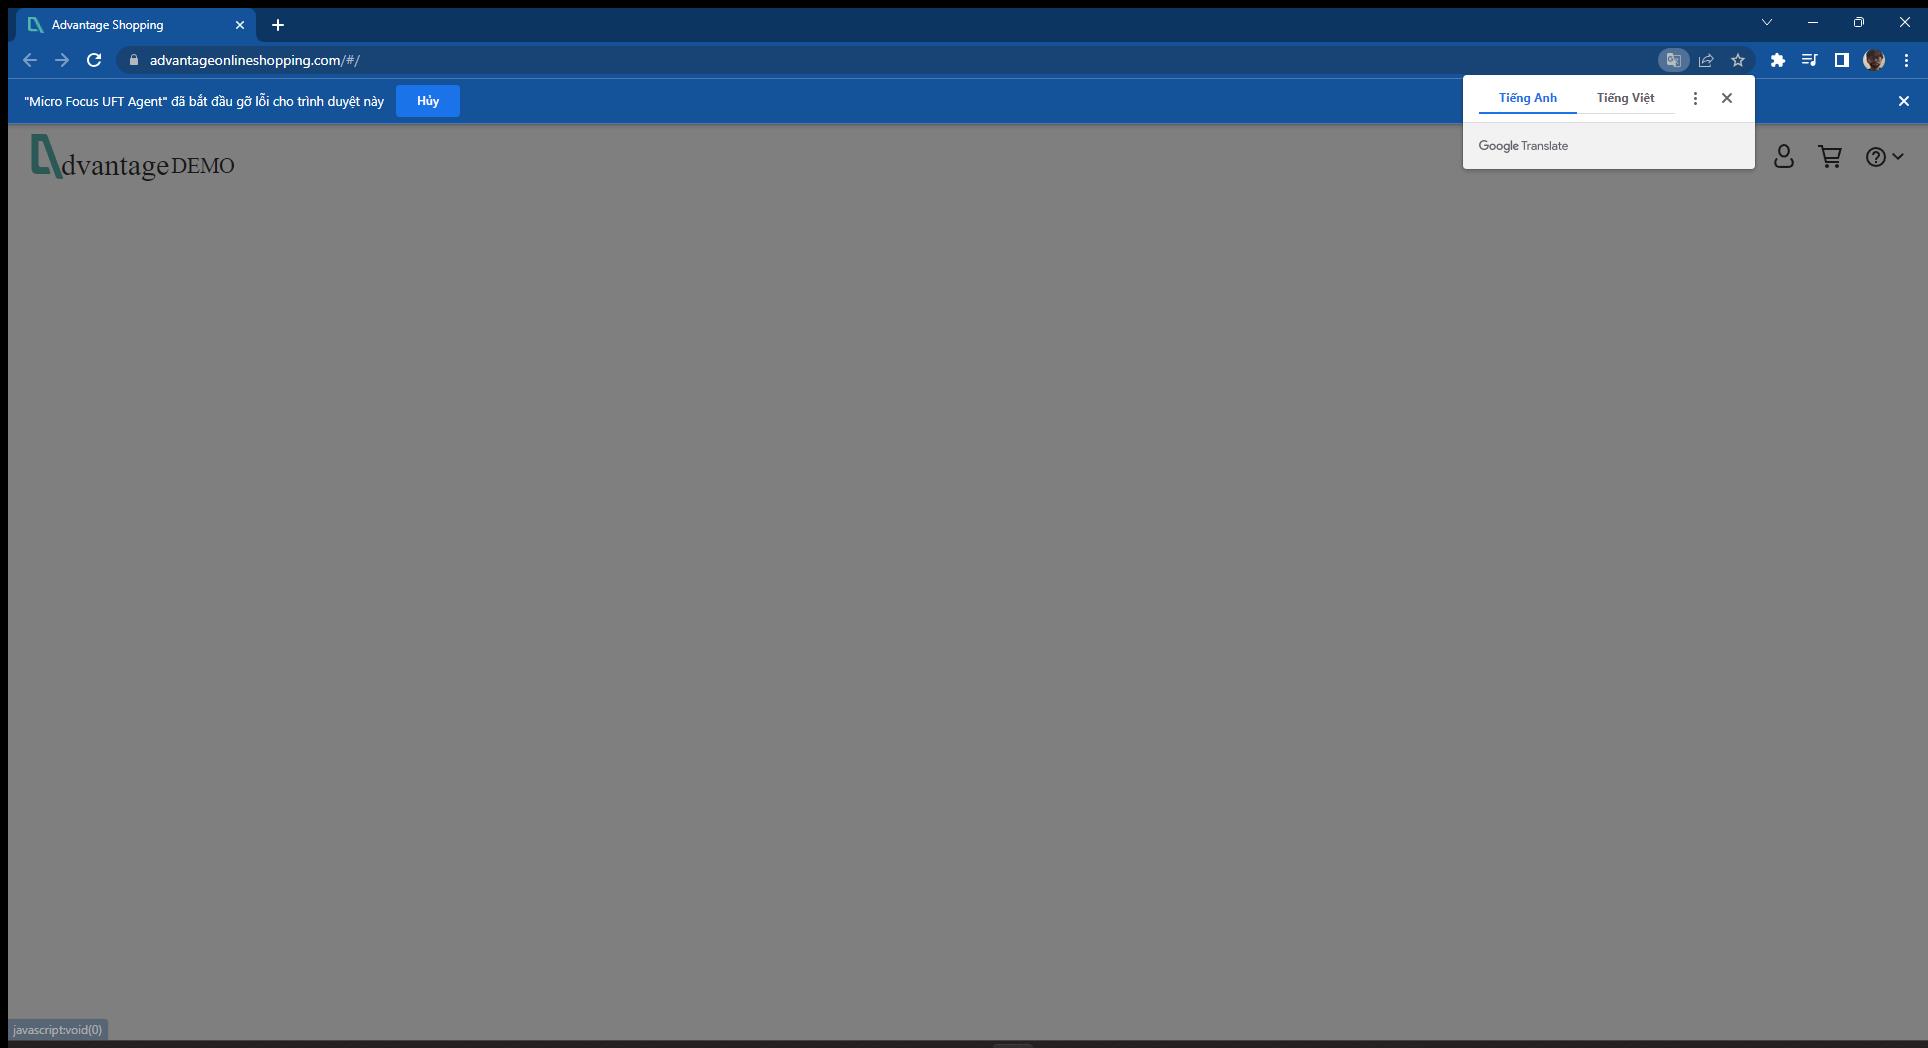 Advantage Shopping
advantageonlineshopping.com/#/
"Micro Focus UFT Agent" đã bắt đầu gỡ lỗi cho trình duyệt này
Hủy
Tiếng Anh
Tiếng Việt
Google Translate
dvantage DEMO
javascript:void(0)